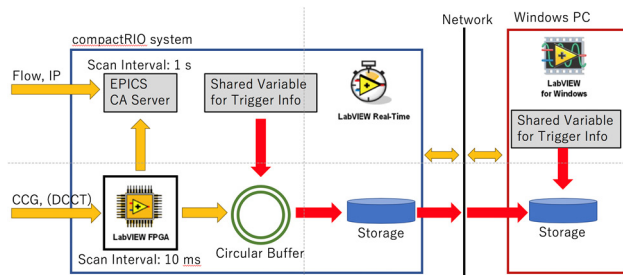 compactRIO system
Network
Windows PC
Scan Interval: 1 s
Flow, IP
EPICS
CA Server
Shared Variable
for Trigger Info
LabVIEW Real-Time
LabVIEW
for Windows
Shared Variable
for Trigger Info
CCG, (DCCT)
LabVIEW FPGA
Scan Interval: 10 ms
Circular Buffer
Storage
Storage